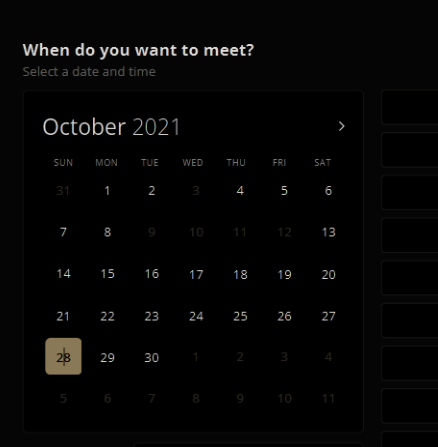 When do you want to meet?
Select a date and time
October 2021
SUN MON TUE WED THU FRI SAT
31 1 2 3 4 5 6
7 8 9 10 11 12 13
14 15 16 17 18 19 20
21 22 23 24 25 26 27
28 29 30 1 2 3 4
5 6 7 8 9 10 11